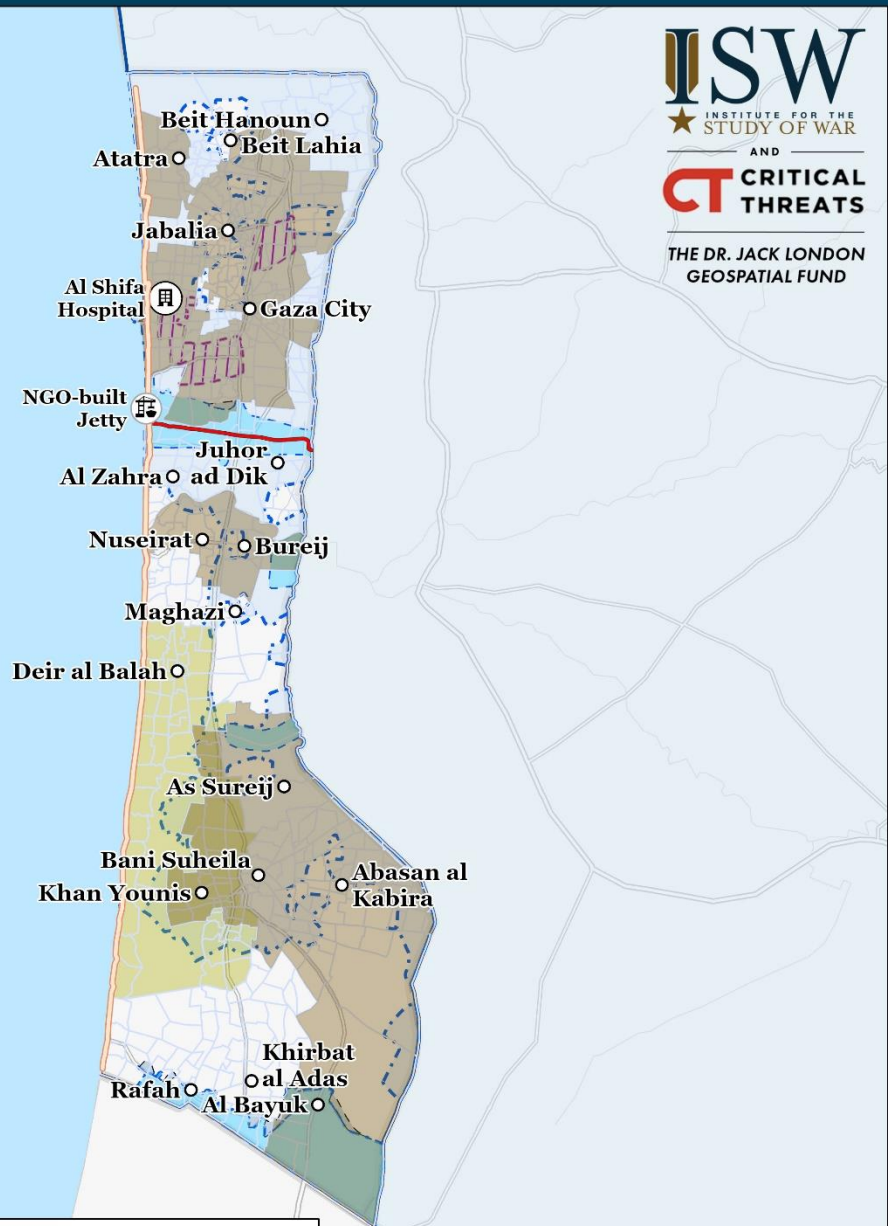 ISW
INSTITUTE FOR THE
STUDY OF WAR
AND
CT CRITICAL
THREATS
THE DR. JACK LONDON
GEOSPATIAL FUND
Beit Hanoun
Beit Lahia
Atatra
Jabalia
Al Shifa
Hospital
Gaza City
NGO-built
Jetty
Juhor
ad Dik
Al Zahra
Nuseirat
Bureij
Maghazi
Deir al Balah
As Sureij
Bani Suheila
Abasan al
Kabira
Khan Younis
Khirbat
al Adas
Rafah
Al Bayuk